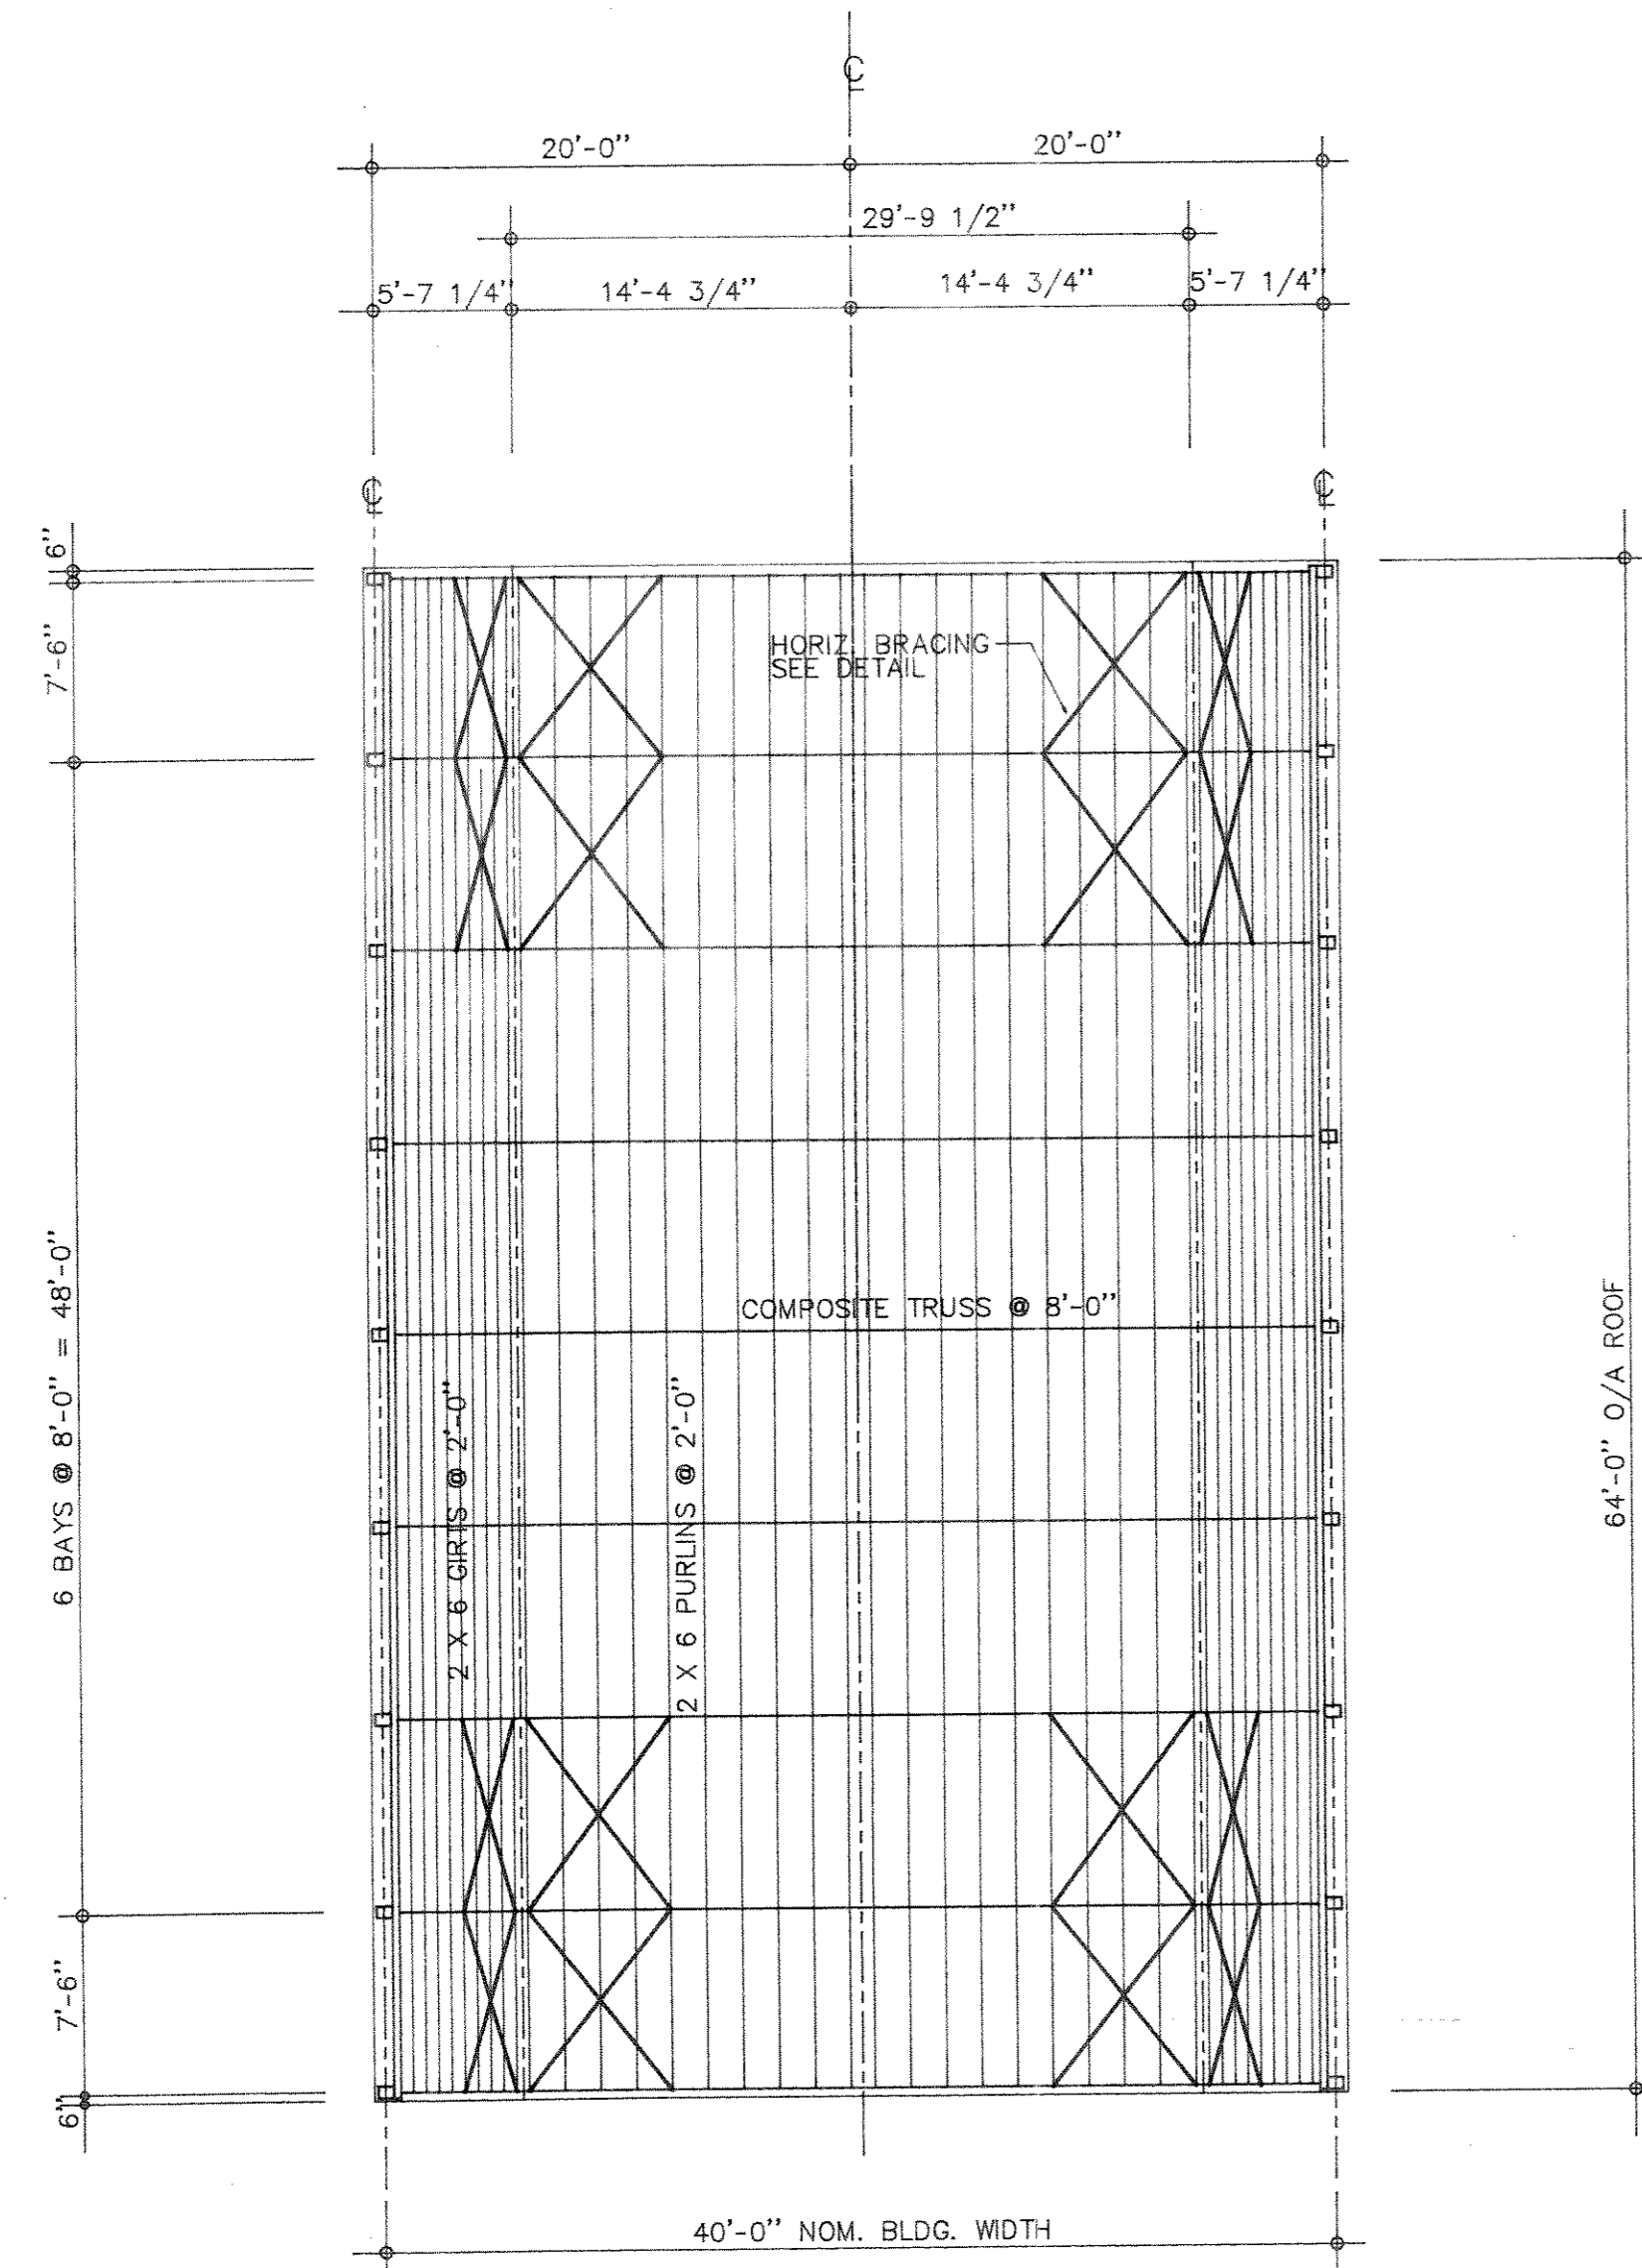 ℄
20'-0"
20'-0"
29'-9 1/2"
5'-7 1/4"
14'-4 3/4"
14'-4 3/4"
5'-7 1/4"
℄
℄
6"
7'-6"
HORIZ. BRACING
SEE DETAIL
6 BAYS @ 8'-0" = 48'-0"
COMPOSITE TRUSS @ 8'-0"
2 X 6 GIRTS @ 2'-0"
2 X 6 PURLINS @ 2'-0"
64'-0" O/A ROOF
7'-6"
6"
40'-0" NOM. BLDG. WIDTH